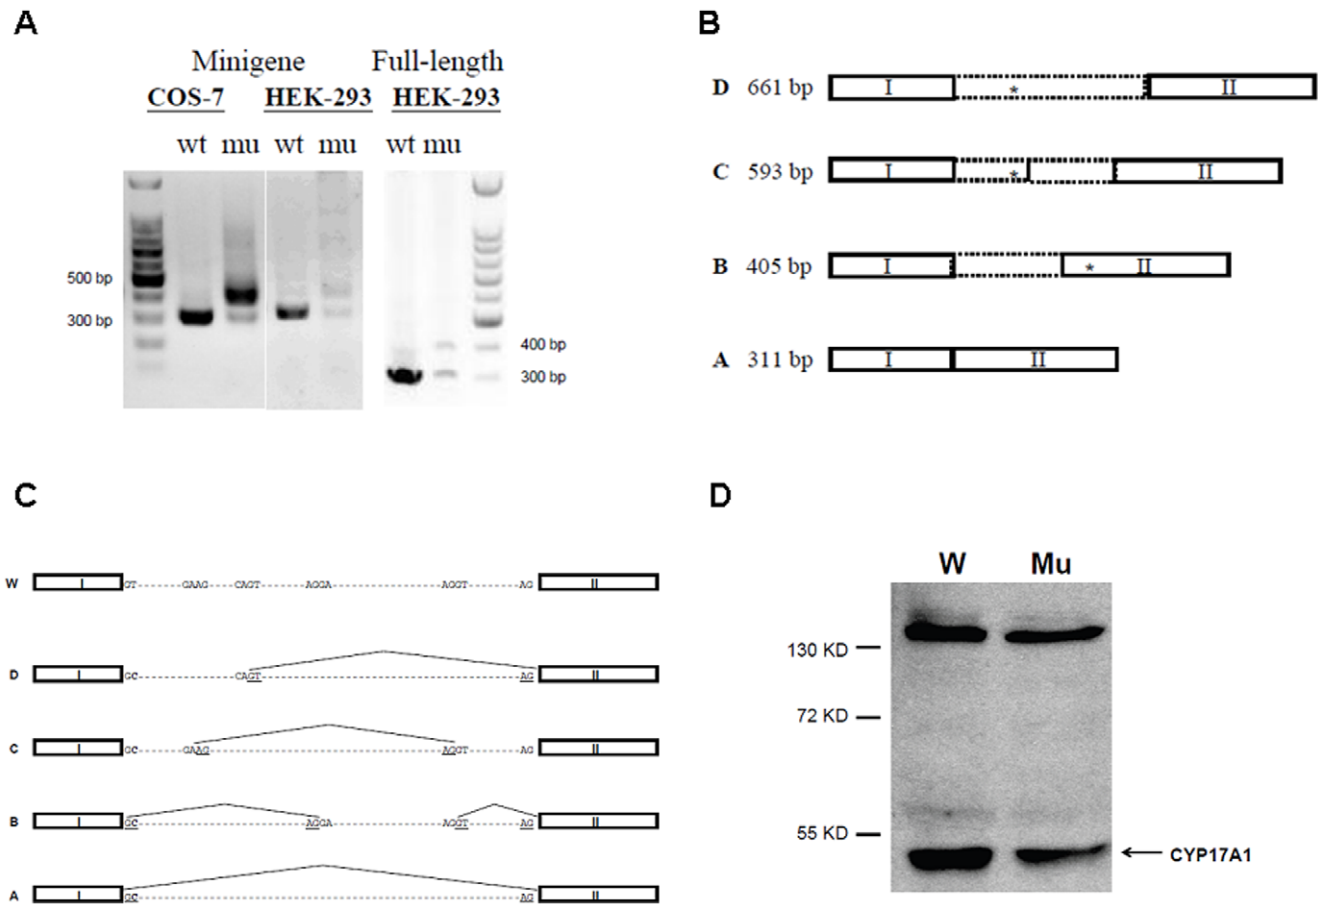 A
Minigene Full-length
COS-7 HEK-293 HEK-293
wt mu wt mu wt mu
500 bp
300 bp
400 bp
300 bp
B
D 661 bp I * II
C 593 bp I * II
B 405 bp I * II
A 311 bp I II
C
W I GT GAAG CAGT AGGA AGGT AG II
D I GC CAGT AG II
C I GC GAAG AGGT AG II
B I GC AGGA AGGT AG II
A I GC AG II
D
W Mu
130 KD
72 KD
55 KD
CYP17A1